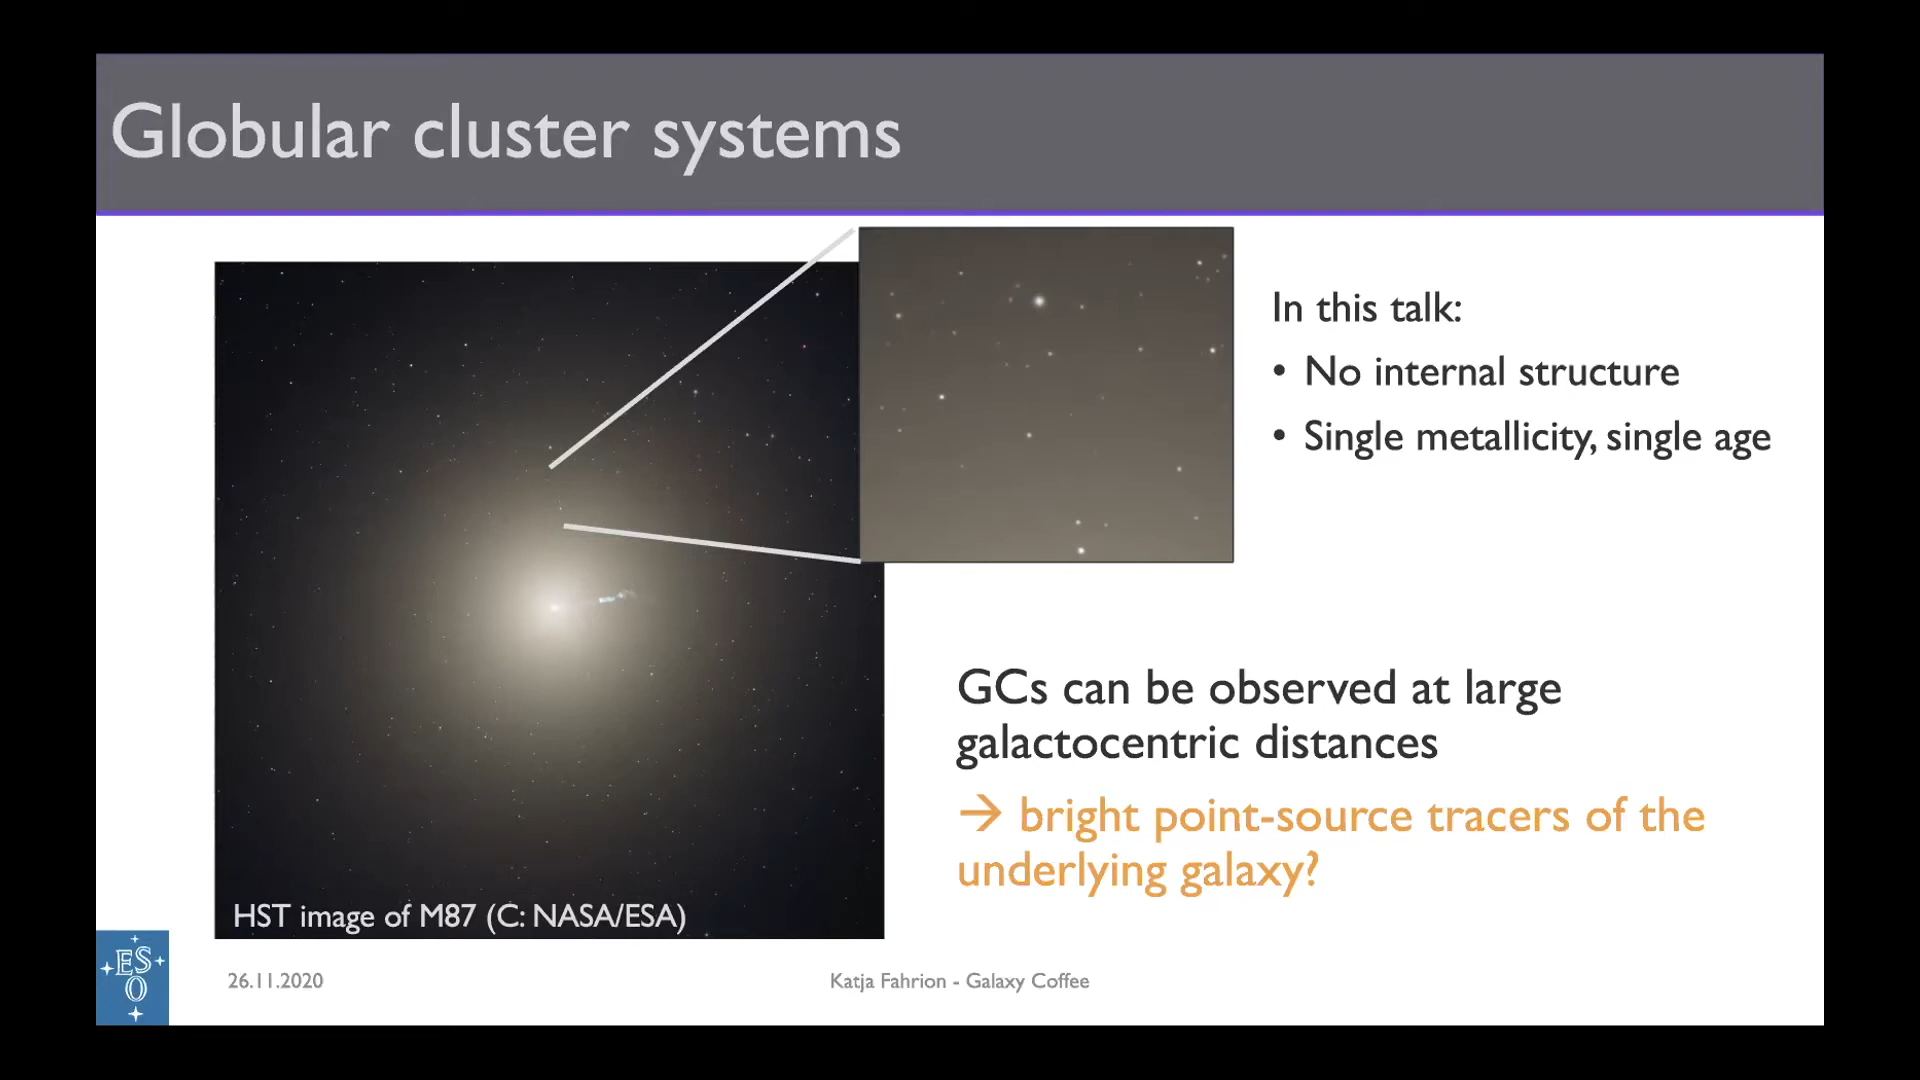 Globular cluster systems
In this talk:
• No internal structure
• Single metallicity, single age
GCs can be observed at large
galactocentric distances
→ bright point-source tracers of the
underlying galaxy?
HST image of M87 (C: NASA/ESA)
ES
O
26.11.2020
Katja Fahrion - Galaxy Coffee